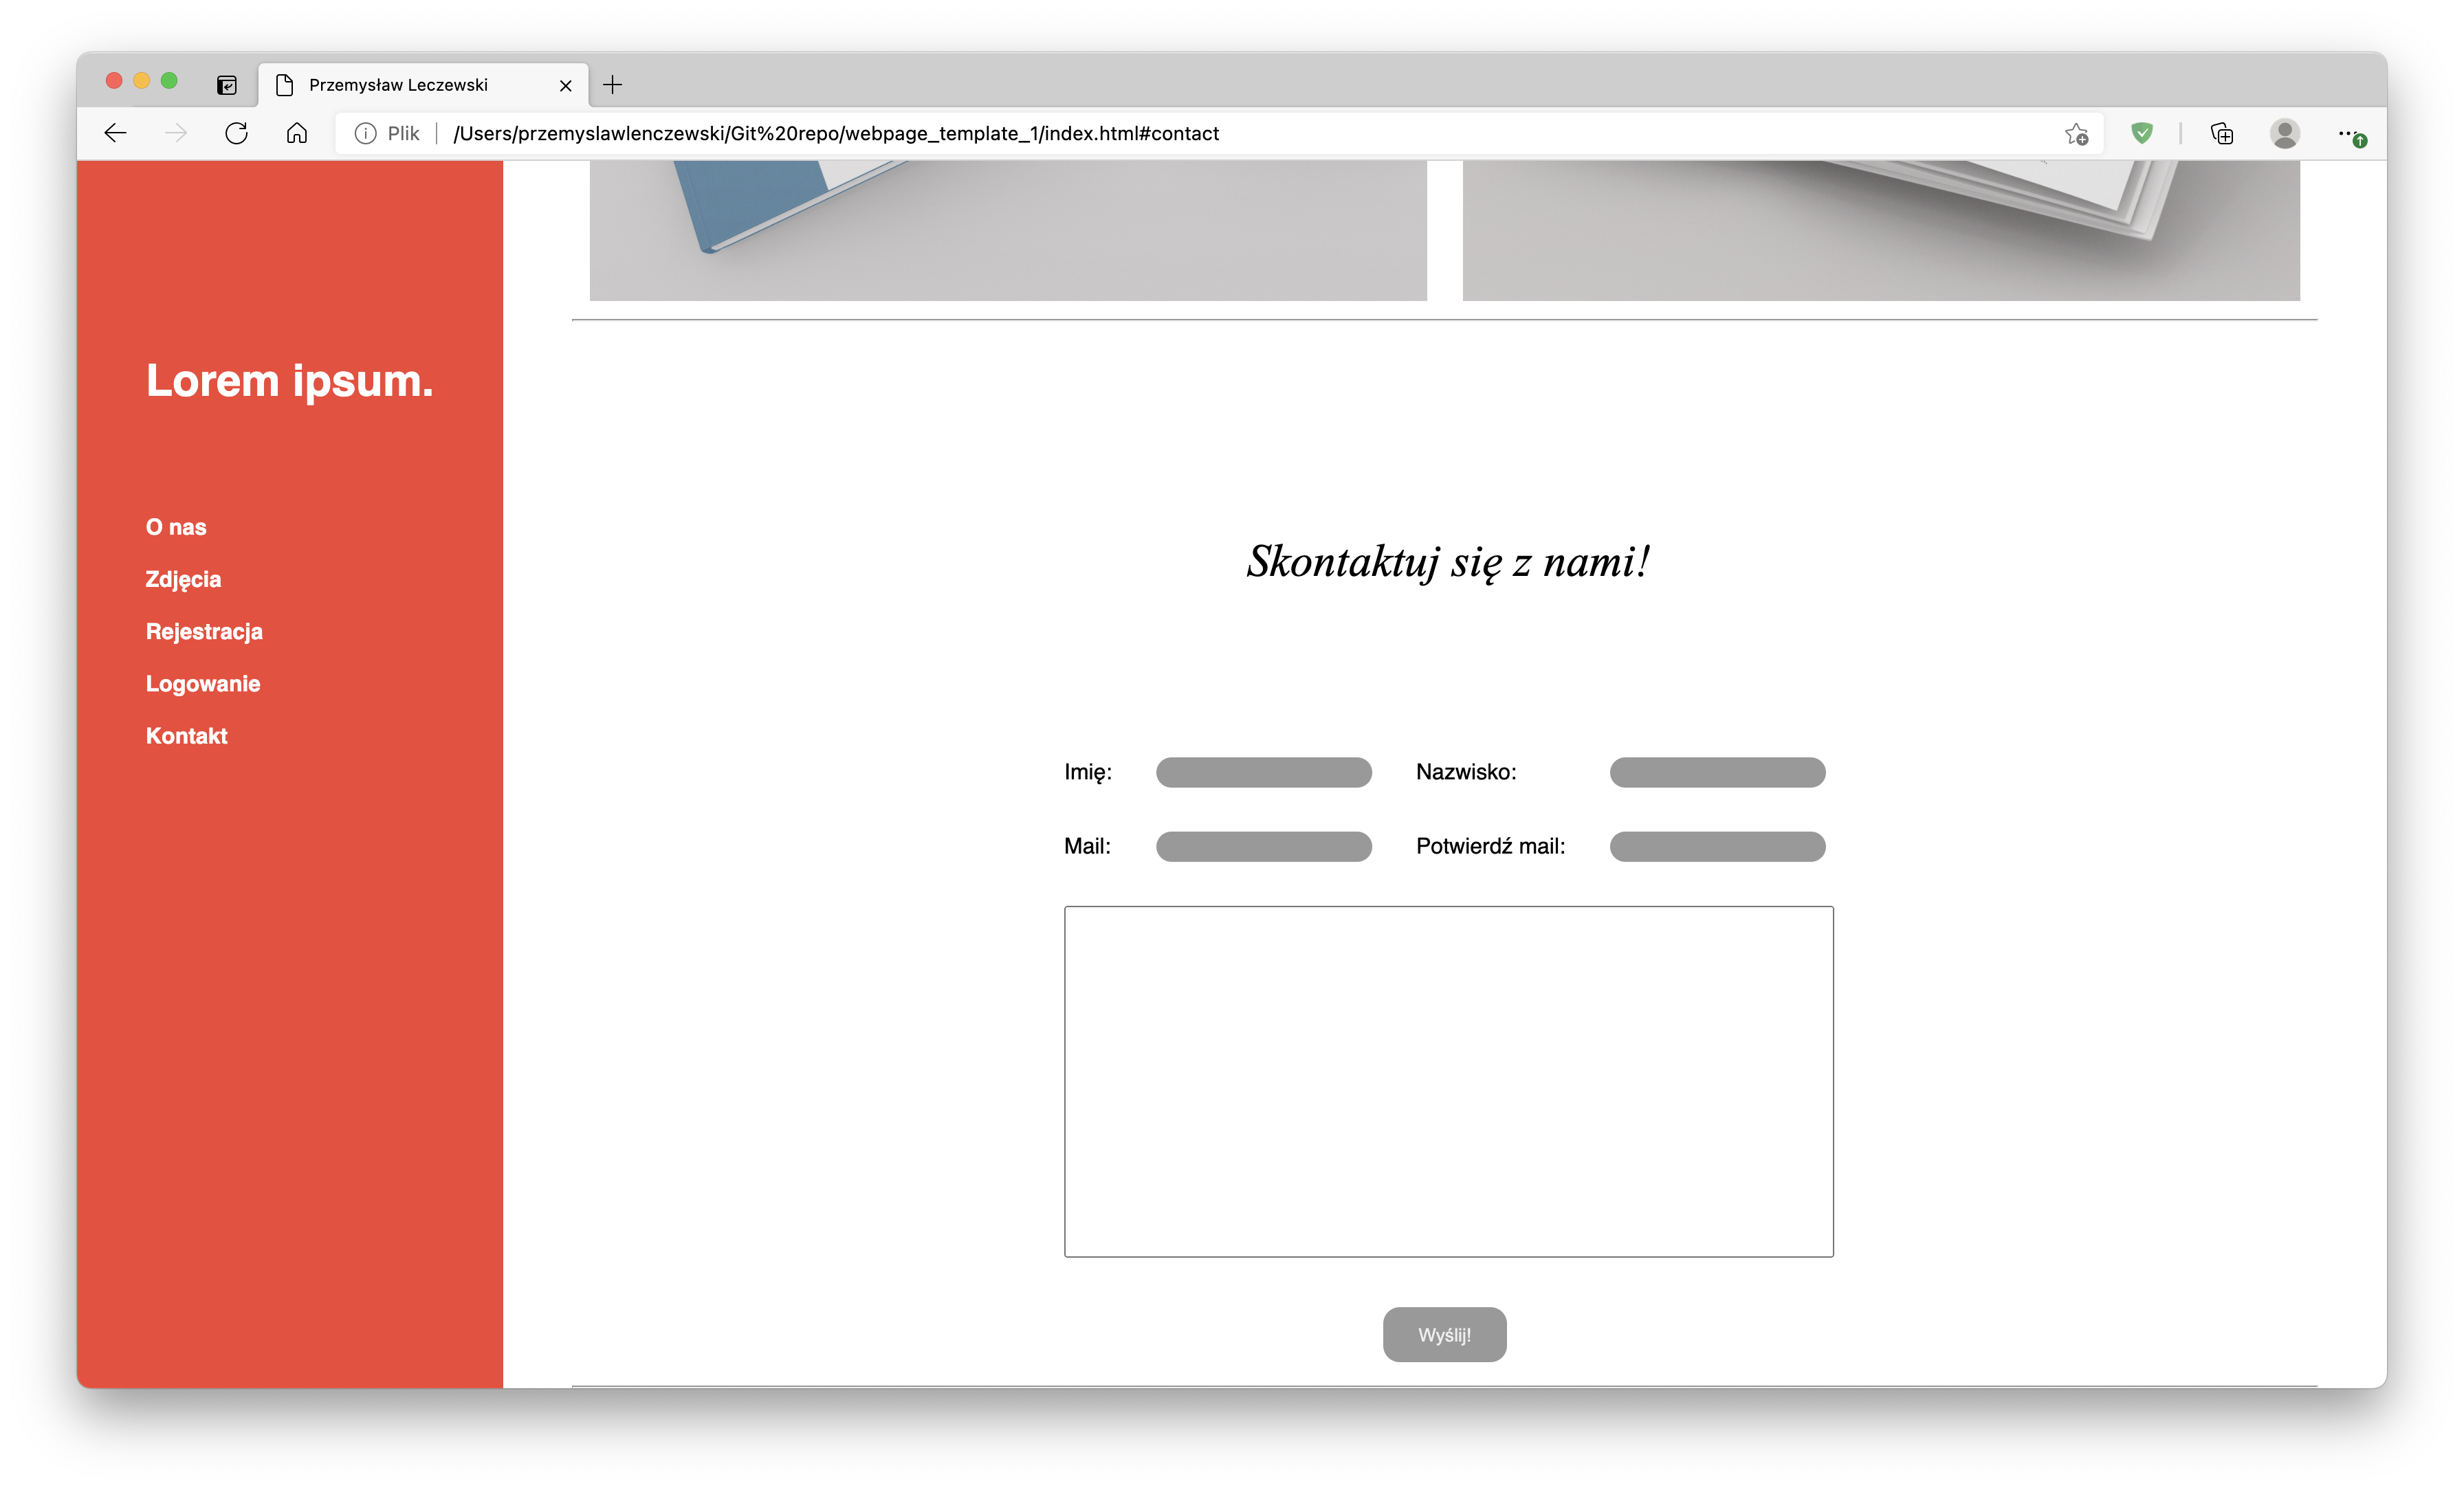 Przemysław Leczewski
Plik /Users/przemyslawlenczewski/Git%20repo/webpage_template_1/index.html#contact
Lorem ipsum.
O nas
Zdjęcia
Rejestracja
Logowanie
Kontakt
Skontaktuj się z nami!
Imię: Nazwisko:
Mail: Potwierdź mail:
Wyślij!